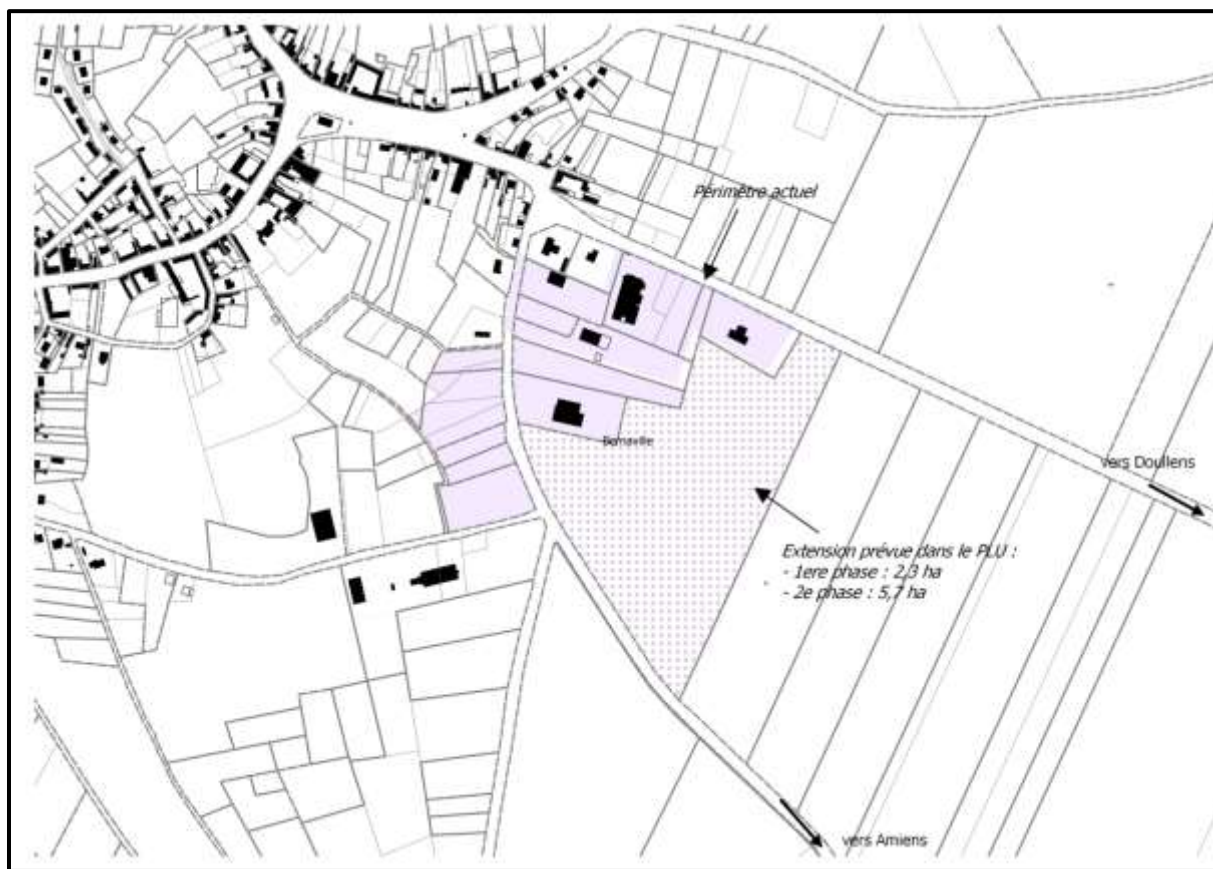 Périmètre actuel
Bernaville
vers Doullens
Extension prévue dans le PLU :
- 1ere phase : 2,3 ha
- 2e phase : 5,7 ha
vers Amiens